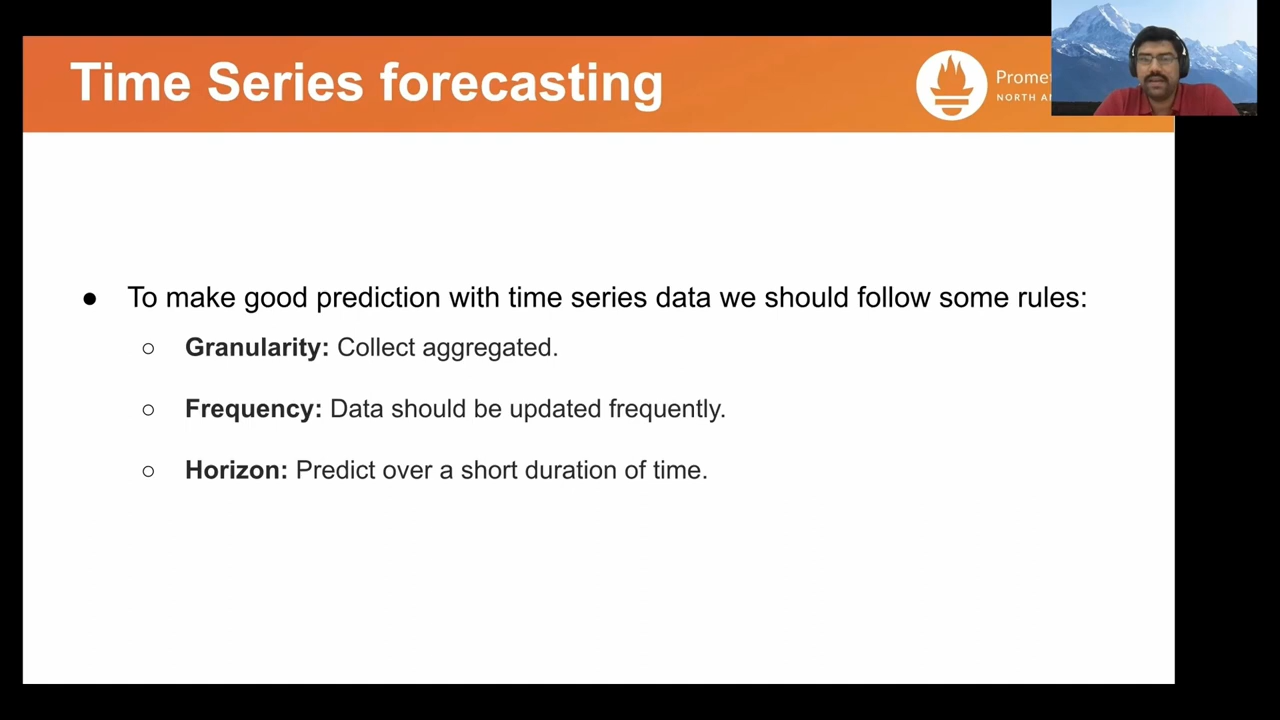 Time Series forecasting
● To make good prediction with time series data we should follow some rules:
○ Granularity: Collect aggregated.
○ Frequency: Data should be updated frequently.
○ Horizon: Predict over a short duration of time.
NORTH